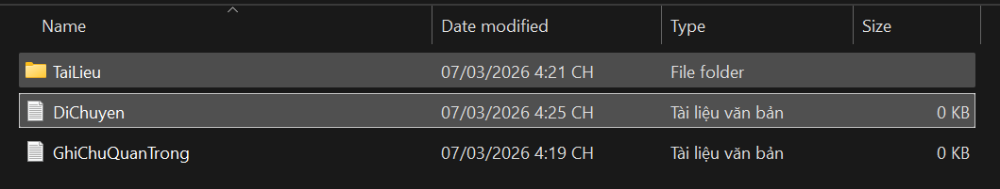 Name Date modified Type Size
TaiLieu 07/03/2026 4:21 CH File folder
DiChuyen 07/03/2026 4:25 CH Tài liệu văn bản 0 KB
GhiChuQuanTrong 07/03/2026 4:19 CH Tài liệu văn bản 0 KB